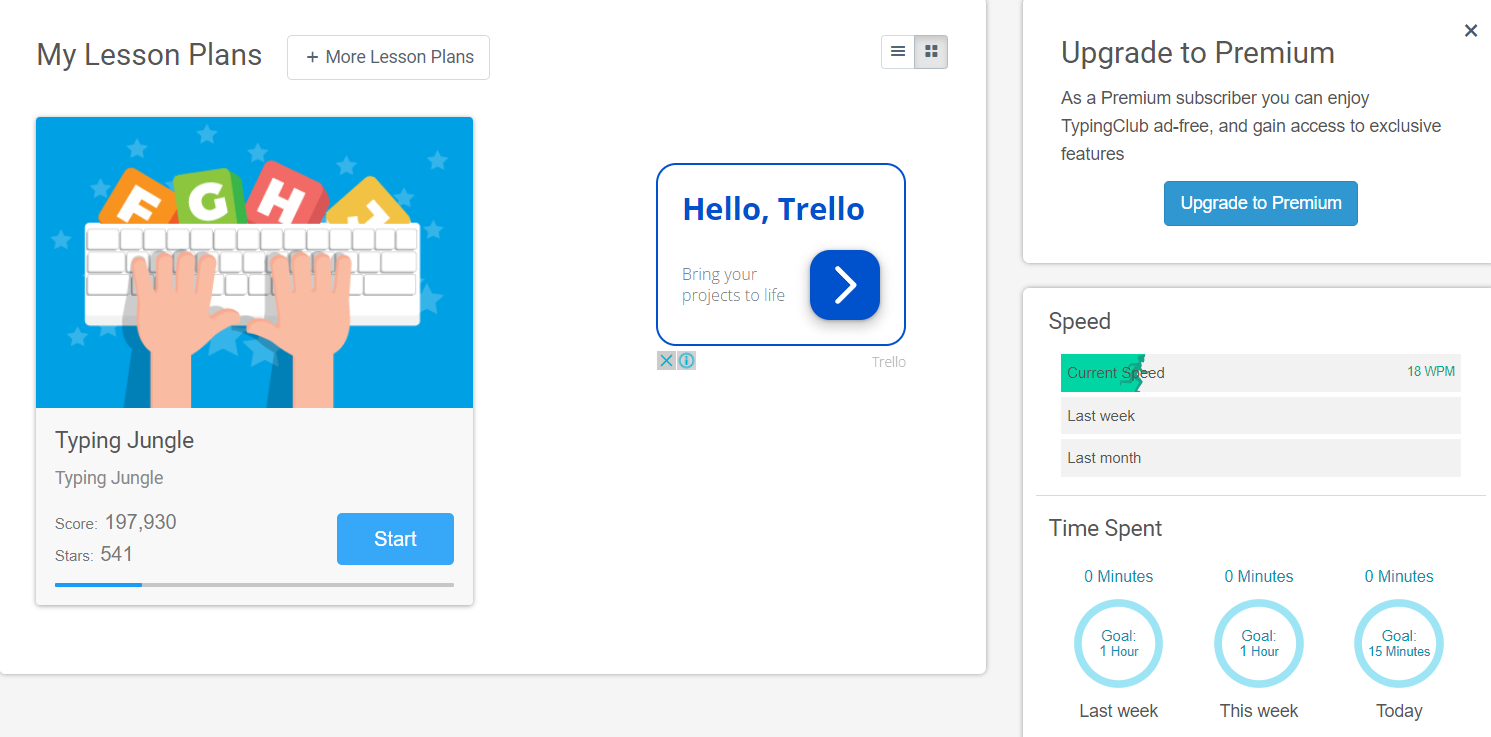 My Lesson Plans
+ More Lesson Plans
F G H J
Hello, Trello
Bring your
projects to life
Trello
Typing Jungle
Typing Jungle
Score: 197,930
Stars: 541
Start
Upgrade to Premium
As a Premium subscriber you can enjoy
TypingClub ad-free, and gain access to exclusive
features
Upgrade to Premium
Speed
Current Speed 18 WPM
Last week
Last month
Time Spent
0 Minutes 0 Minutes 0 Minutes
Goal: Goal: Goal:
1 Hour 1 Hour 15 Minutes
Last week This week Today